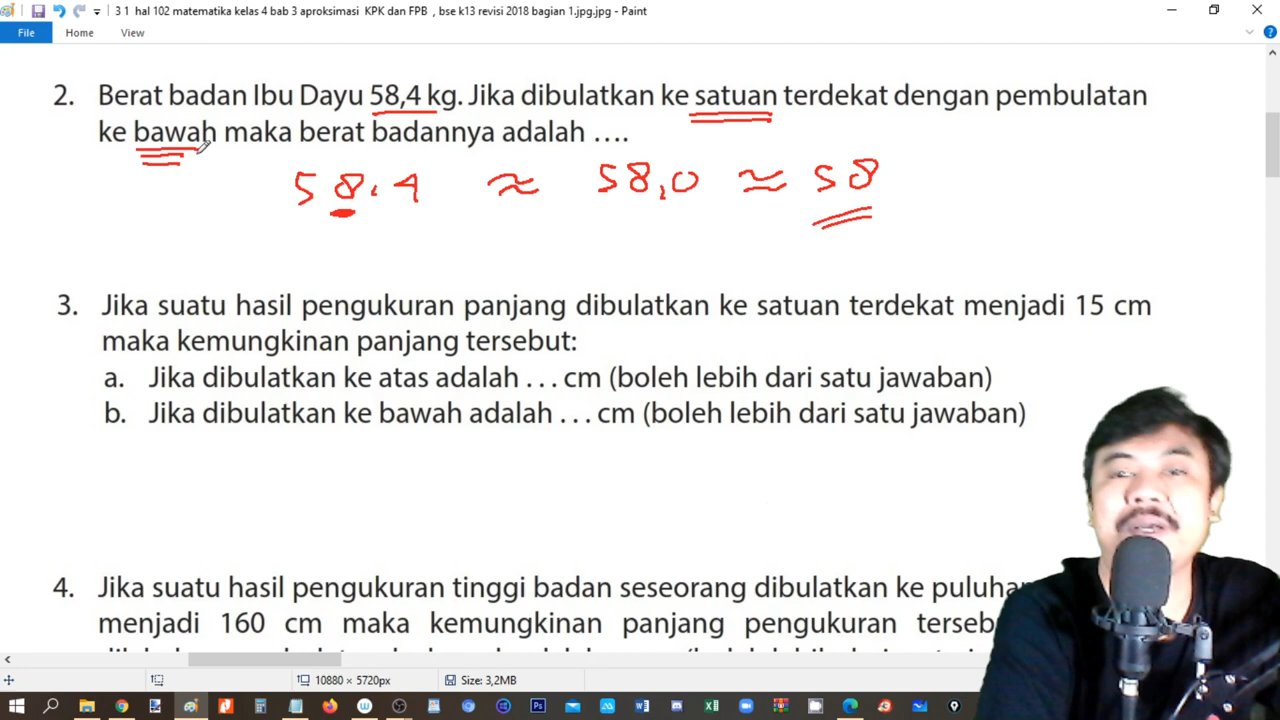 3 1 hal 102 matematika kelas 4 bab 3 aproksimasi KPK dan FPB , bse k13 revisi 2018 bagian 1.jpg.jpg - Paint
File Home View
2. Berat badan Ibu Dayu 58,4 kg. Jika dibulatkan ke satuan terdekat dengan pembulatan
ke bawah maka berat badannya adalah ....
58,4 ≈ 58,0 ≈ 58
3. Jika suatu hasil pengukuran panjang dibulatkan ke satuan terdekat menjadi 15 cm
maka kemungkinan panjang tersebut:
a. Jika dibulatkan ke atas adalah . . . cm (boleh lebih dari satu jawaban)
b. Jika dibulatkan ke bawah adalah . . . cm (boleh lebih dari satu jawaban)
4. Jika suatu hasil pengukuran tinggi badan seseorang dibulatkan ke puluhan
menjadi 160 cm maka kemungkinan panjang pengukuran
10880 × 5720px Size: 3,2MB